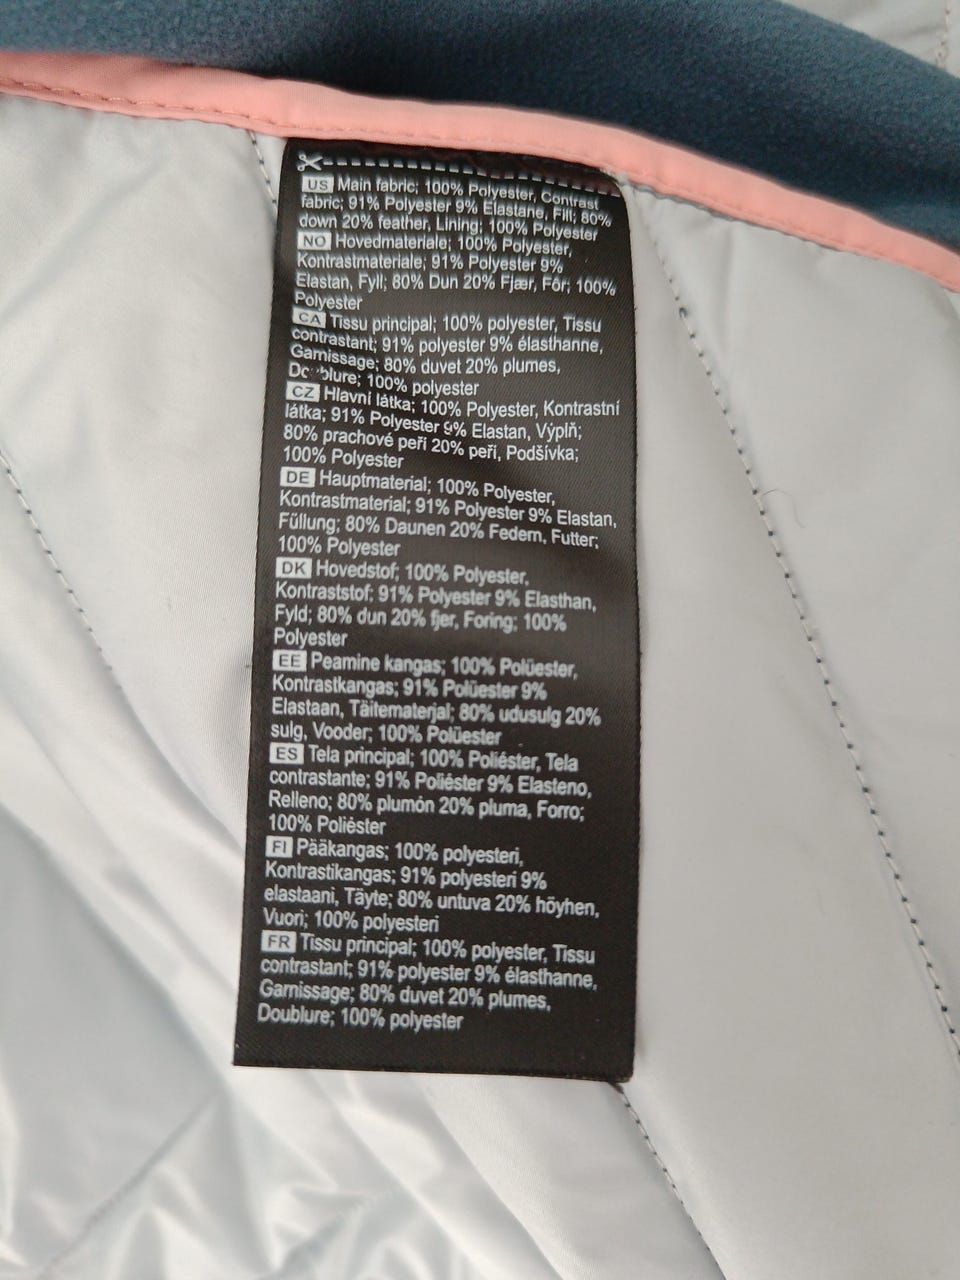 US Main fabric; 100% Polyester, Contrast
fabric; 91% Polyester 9% Elastane, Fill; 80%
down 20% feather, Lining; 100% Polyester
NO Hovedmateriale; 100% Polyester,
Kontrastmateriale; 91% Polyester 9%
Elastan, Fyll; 80% Dun 20% Fjær, Fôr; 100%
Polyester
CA Tissu principal; 100% polyester, Tissu
contrastant; 91% polyester 9% élasthanne,
Garnissage; 80% duvet 20% plumes,
Doublure; 100% polyester
CZ Hlavní látka; 100% Polyester, Kontrastní
látka; 91% Polyester 9% Elastan, Výplň;
80% prachové peří 20% peří, Podšívka;
100% Polyester
DE Hauptmaterial; 100% Polyester,
Kontrastmaterial; 91% Polyester 9% Elastan,
Füllung; 80% Daunen 20% Federn, Futter;
100% Polyester
DK Hovedstof; 100% Polyester,
Kontraststof; 91% Polyester 9% Elasthan,
Fyld; 80% dun 20% fjer, Foring; 100%
Polyester
EE Peamine kangas; 100% Polüester,
Kontrastkangas; 91% Polüester 9%
Elastaan, Täitematerjal; 80% udusulg 20%
sulg, Vooder; 100% Polüester
ES Tela principal; 100% Poliéster, Tela
contrastante; 91% Poliéster 9% Elasteno,
Relleno; 80% plumón 20% pluma, Forro;
100% Poliéster
FI Pääkangas; 100% polyesteri,
Kontrastikangas; 91% polyesteri 9%
elastaani, Täyte; 80% untuva 20% höyhen,
Vuori; 100% polyesteri
FR Tissu principal; 100% polyester, Tissu
contrastant; 91% polyester 9% élasthanne,
Garnissage; 80% duvet 20% plumes,
Doublure; 100% polyester